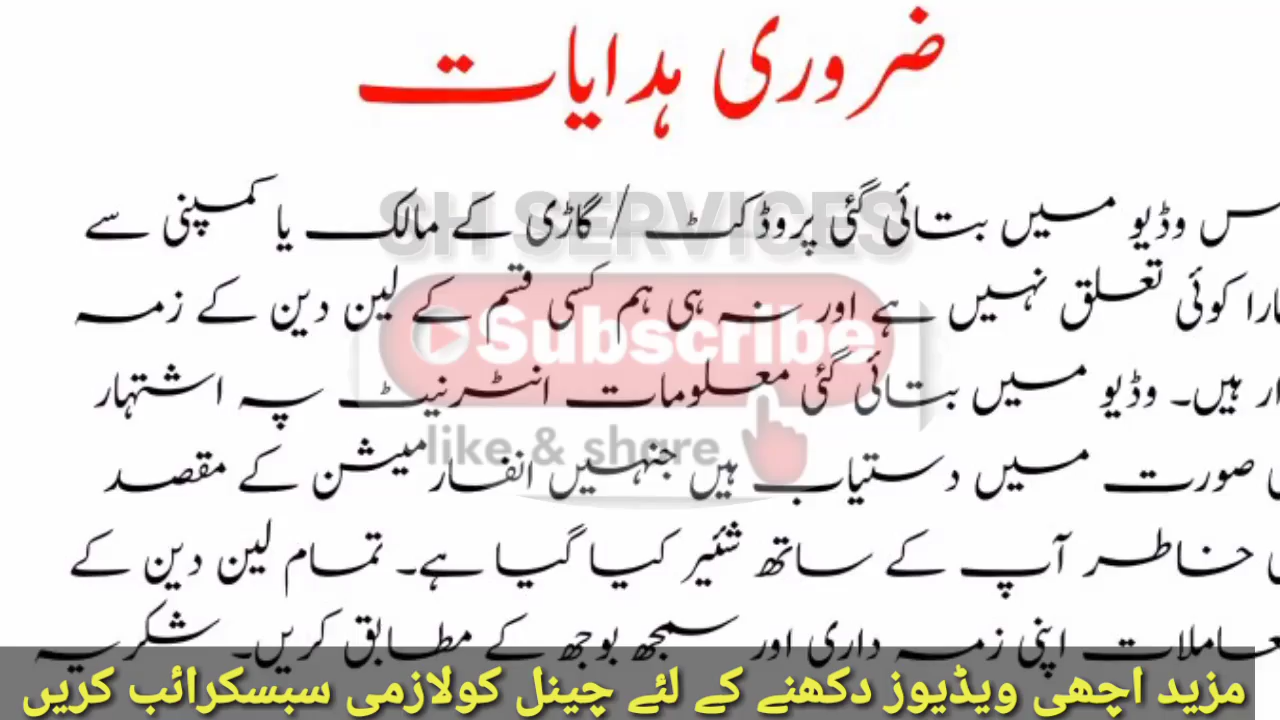 ضروری ہدایات
س وڈیو میں بتائی گئی پروڈکٹ / گاڑی کے مالک یا کمپنی سے
ارا کوئی تعلق نہیں ہے اور نہ ہی ہم کسی قسم کے لین دین کے زمہ
ار ہیں۔ وڈیو میں بتائی گئی معلومات انٹرنیٹ پہ اشتہار
صورت میں دستیاب ہیں جنہیں انفارمیشن کے مقصد
خاطر آپ کے ساتھ شئیر کیا گیا ہے۔ تمام لین دین کے
عاملات اپنی زمہ داری اور سمجھ بوجھ کے مطابق کریں۔ شکریہ
SH SERVICES
Subscribe
like & share
مزید اچھی ویڈیوز دکھنے کے لئے چینل کولازمی سبسکرائب کریں